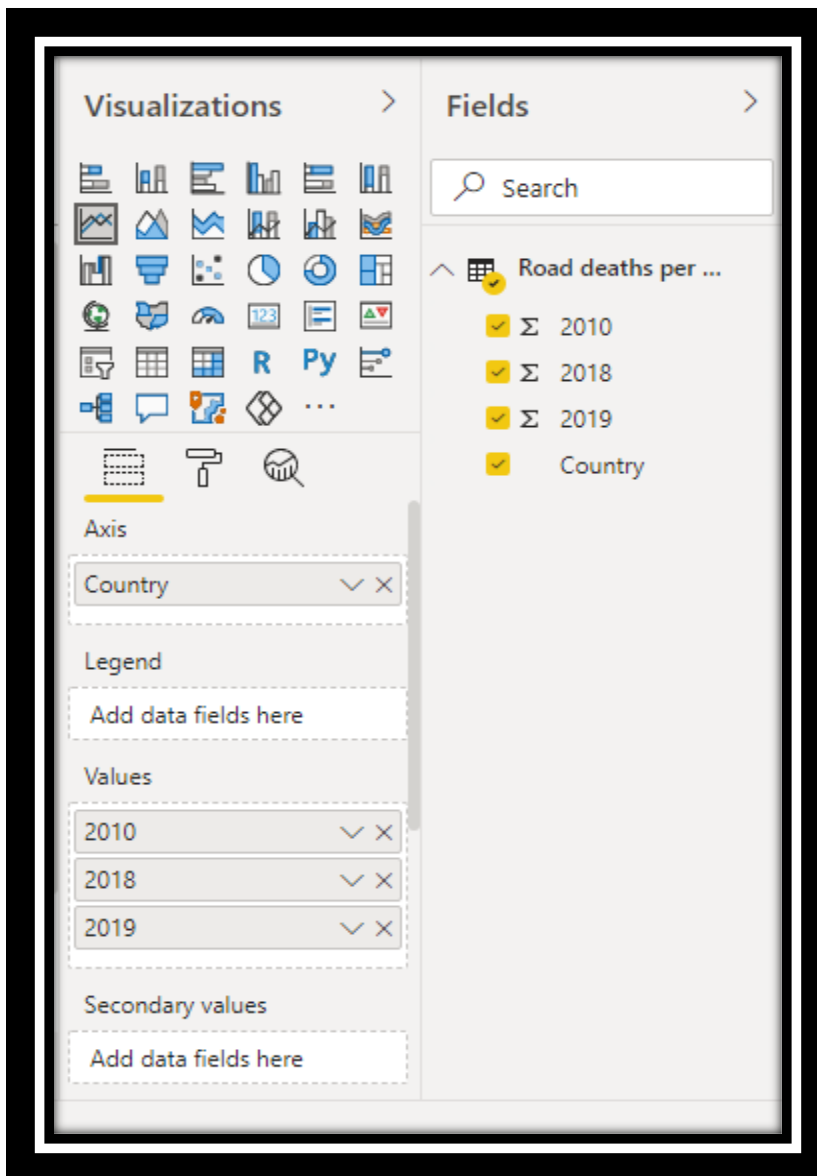 Visualizations
123
R
Py
...
Axis
Country
Legend
Add data fields here
Values
2010
2018
2019
Secondary values
Add data fields here
Fields
Search
Road deaths per ...
Σ 2010
Σ 2018
Σ 2019
Country